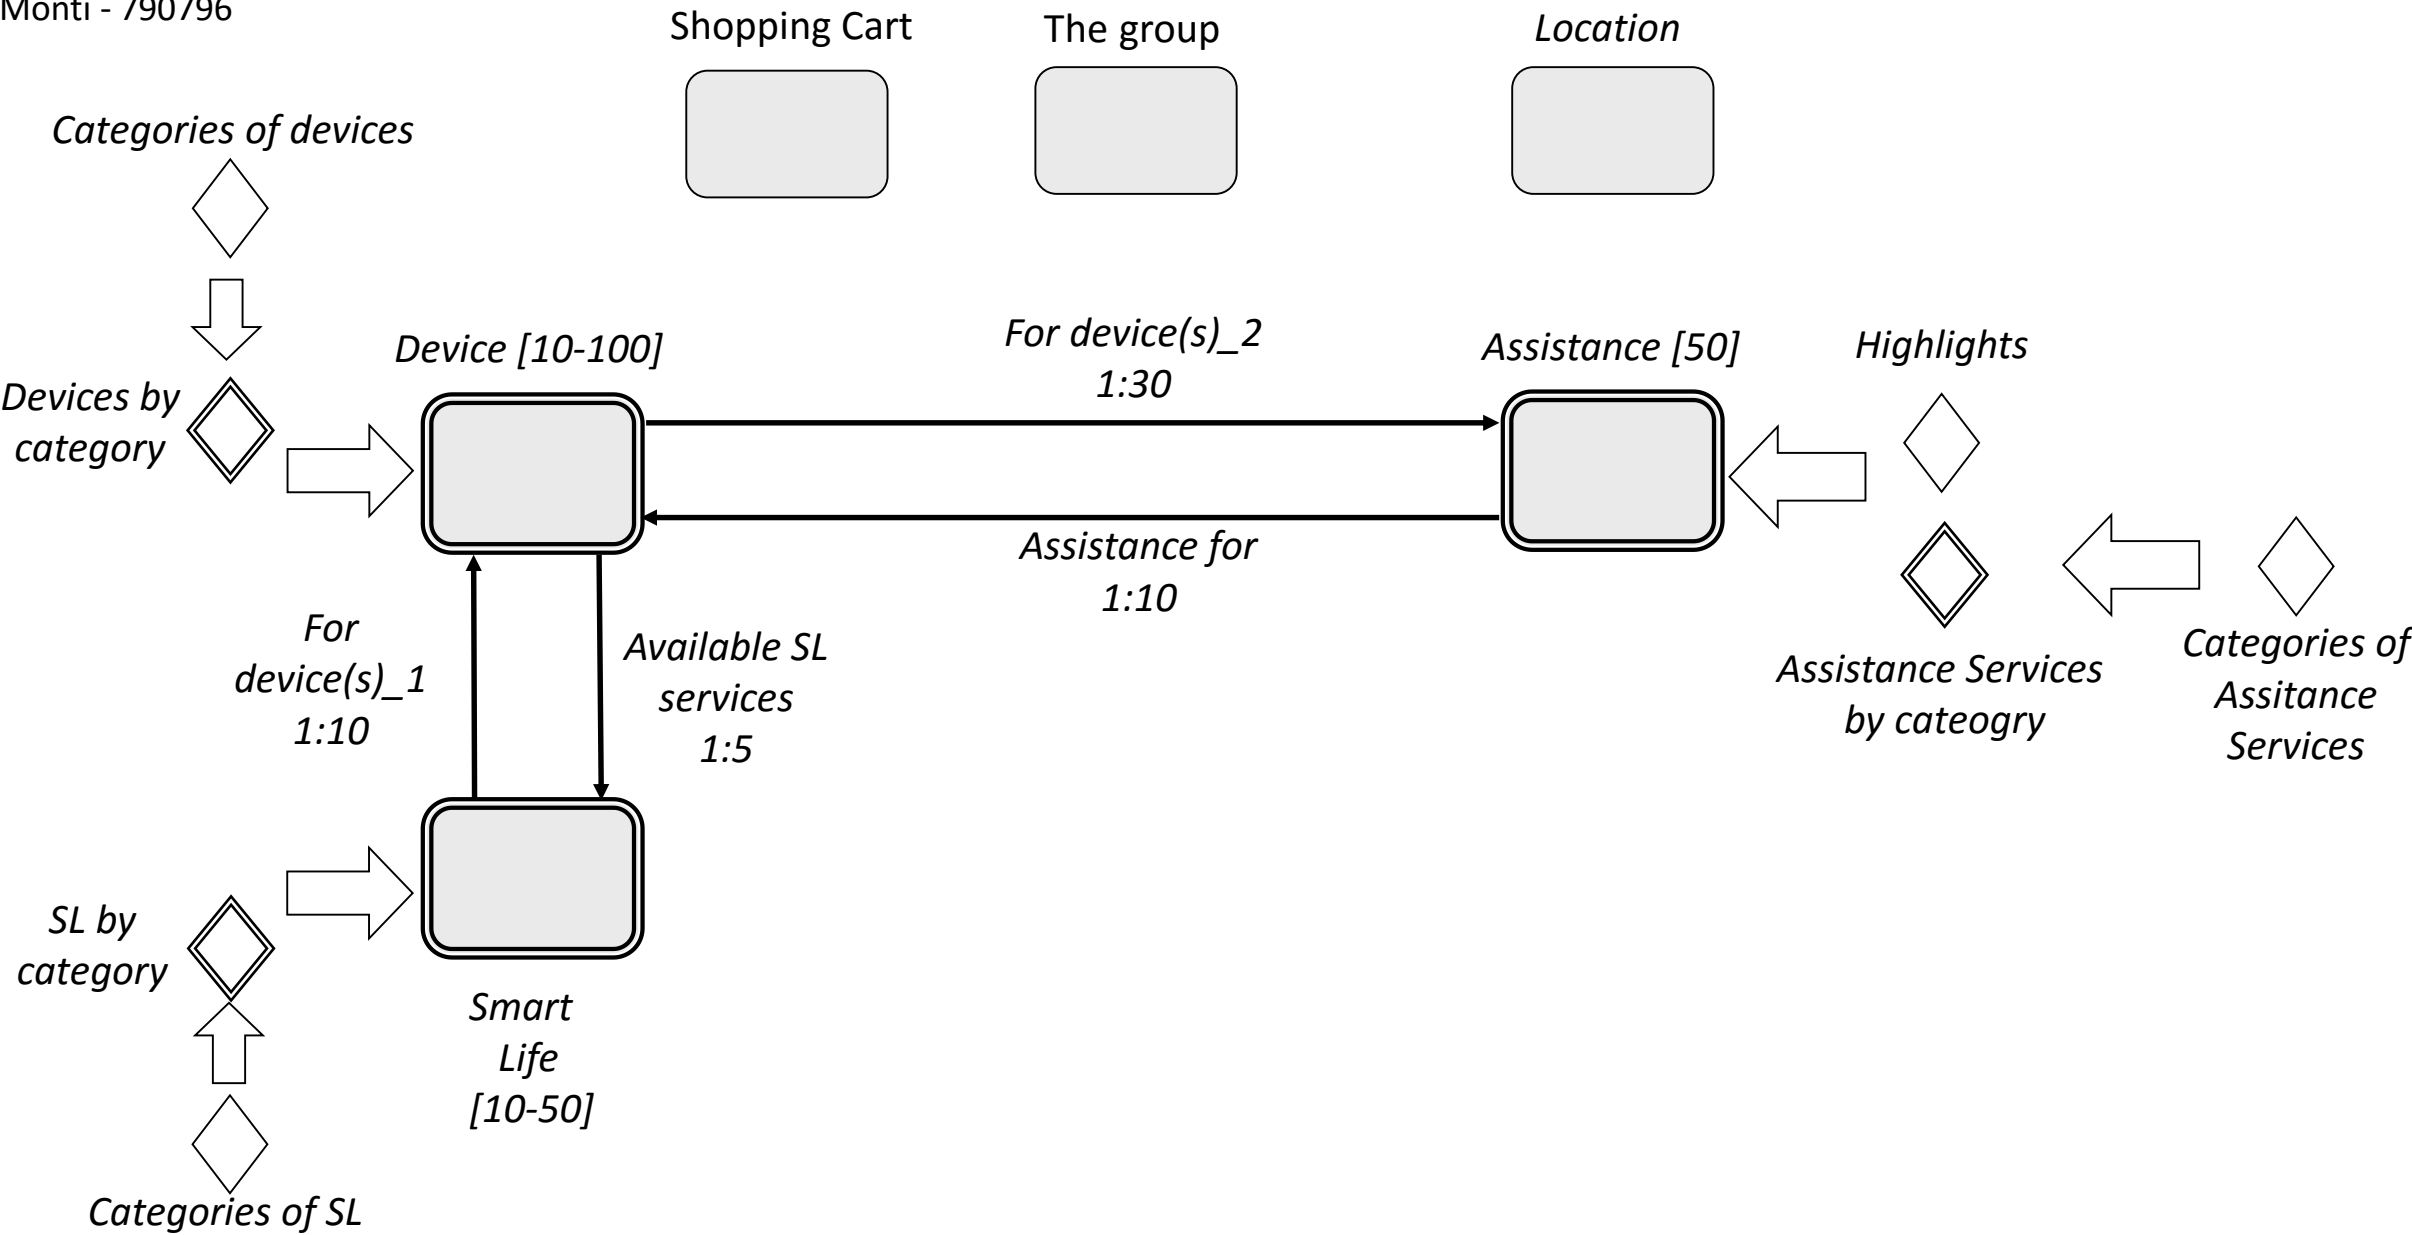 Monti - 790796
Shopping Cart
The group
Location
Categories of devices
Devices by
category
Device [10-100]
For device(s)_2
1:30
Assistance [50]
Highlights
Assistance for
1:10
For
device(s)_1
1:10
Available SL
services
1:5
Assistance Services
by cateogry
Categories of
Assitance
Services
SL by
category
Smart
Life
[10-50]
Categories of SL